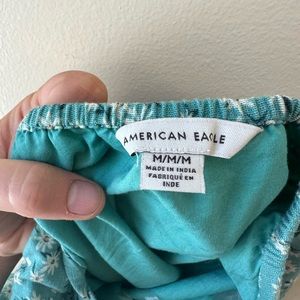 AMERICAN EAGLE
M/M/M
MADE IN INDIA
FABRIQUÉ EN
INDE